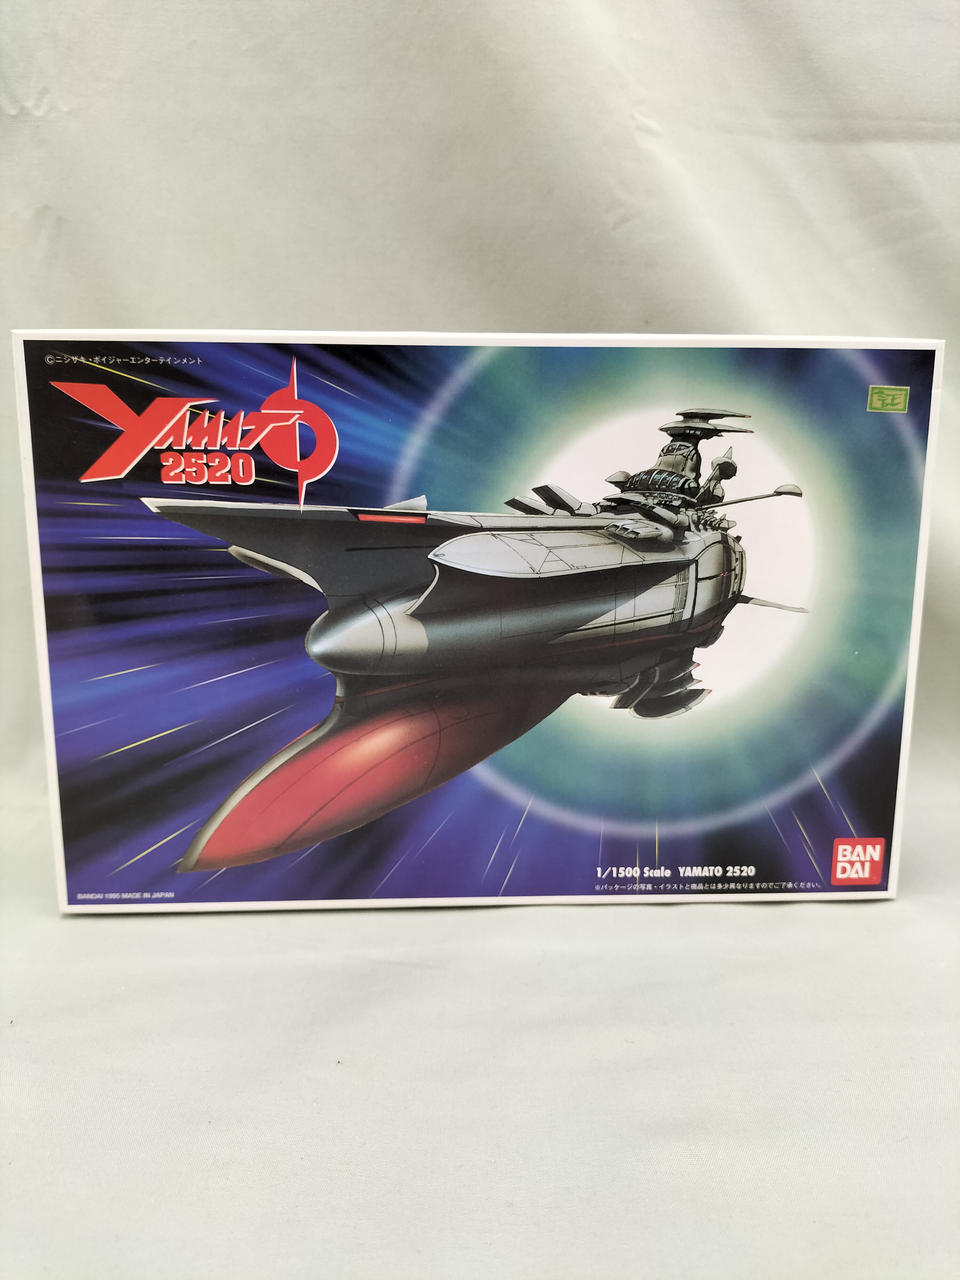 ©ニシザキ・ボイジャーエンターテインメント
YAMATO
2520
1/1500 Scale YAMATO 2520
※パッケージの写真・イラストと商品とは多少異なりますのでご了承ください。
BANDAI 1995 MADE IN JAPAN
BAN
DAI